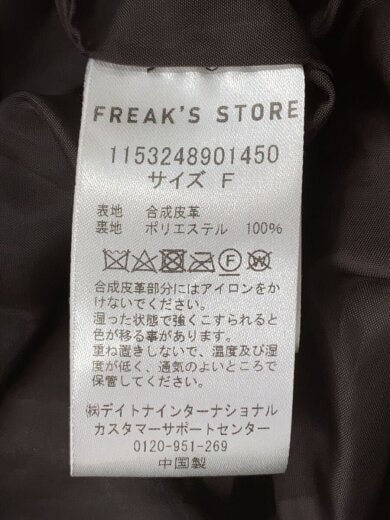 FREAK'S STORE
1153248901450
サイズ F
表地 合成皮革
裏地 ポリエステル 100%
合成皮革部分にはアイロンをか
けないでください。
湿った状態で強くこすられると
色が移る事があります。
重ね置きしないで、温度及び湿
度が低く、通気のよいところで
保管してください。
㈱デイトナインターナショナル
カスタマーサポートセンター
0120-951-269
中国製